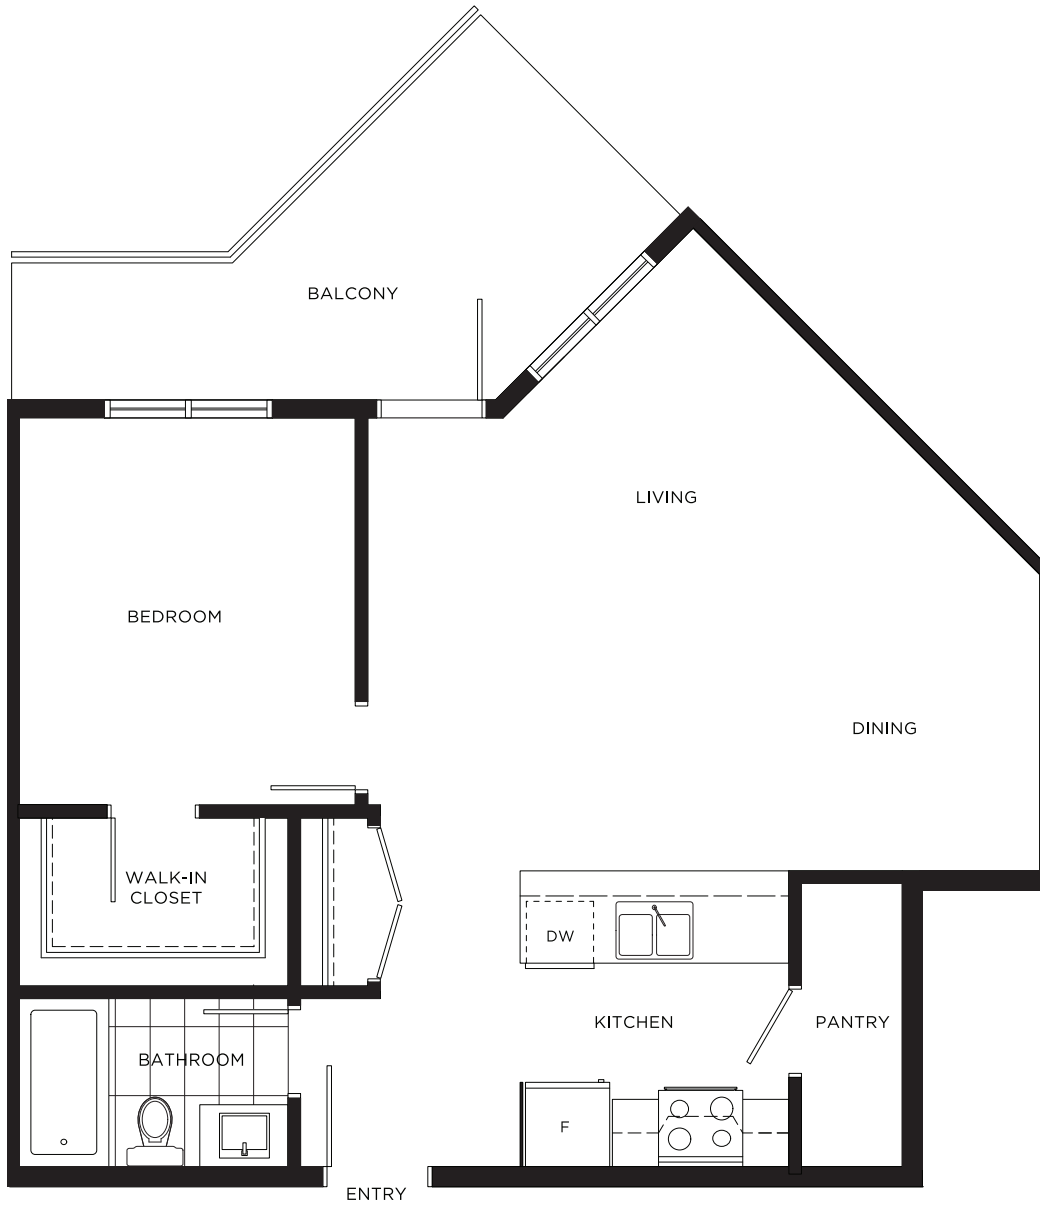 BALCONY
LIVING
BEDROOM
DINING
WALK-IN
CLOSET
DW
KITCHEN
PANTRY
BATHROOM
F
ENTRY